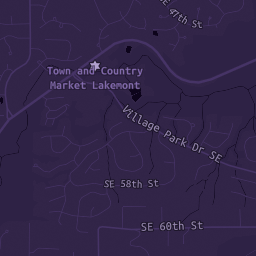 SE 47th St
Town and Country
Market Lakemont
Village Park Dr SE
SE 58th St
SE 60th St